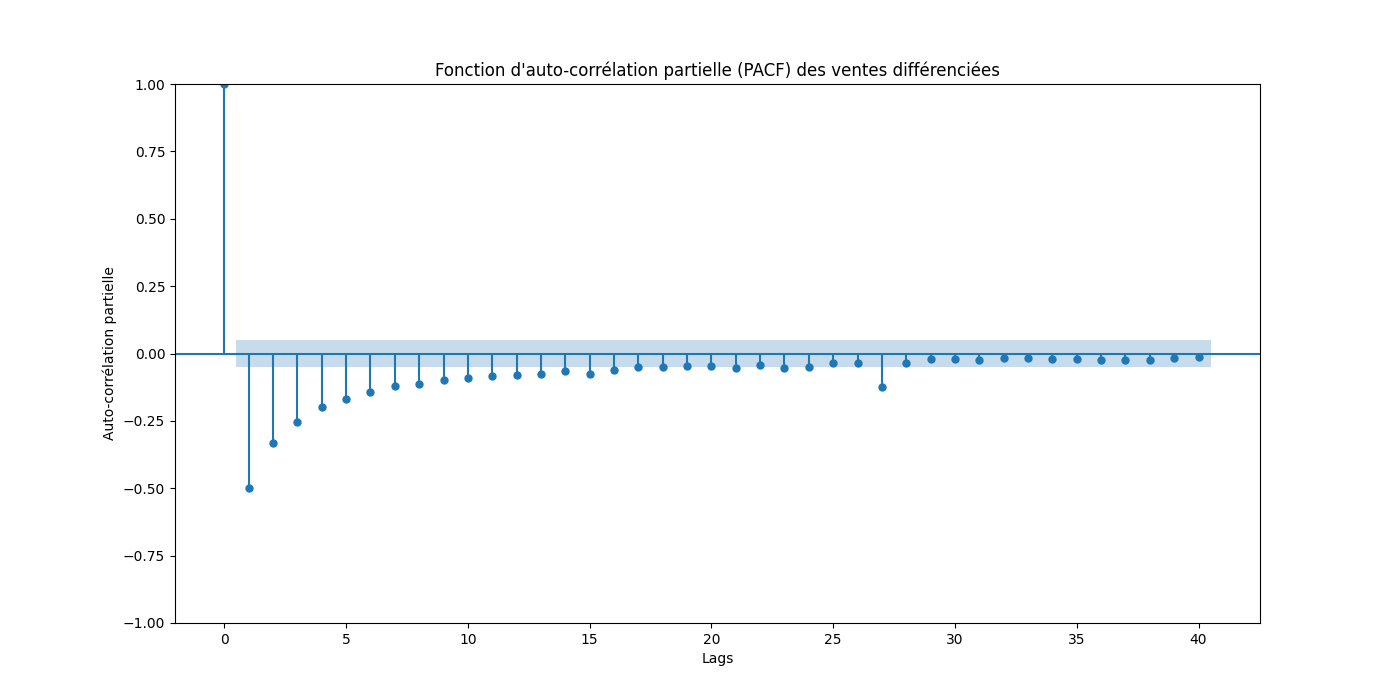 Fonction d'auto-corrélation partielle (PACF) des ventes différenciées
1.00
0.75
0.50
0.25
0.00
−0.25
−0.50
−0.75
−1.00
Auto-corrélation partielle
0 5 10 15 20 25 30 35 40
Lags